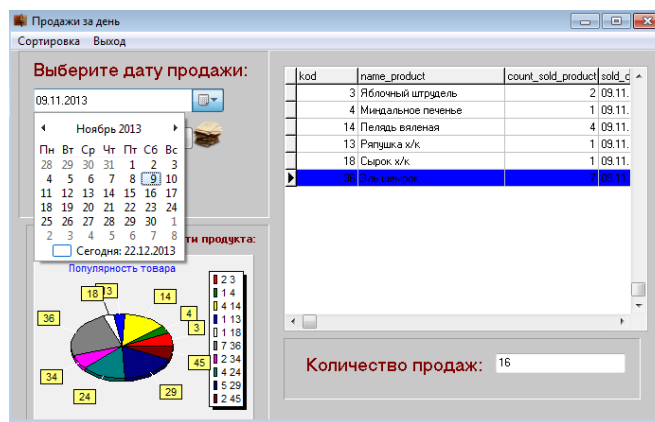 Продажи за день
Сортировка Выход
Выберите дату продажи:
09.11.2013
Ноябрь 2013
Пн Вт Ср Чт Пт Сб Вс
28 29 30 31 1 2 3
4 5 6 7 8 9 10
11 12 13 14 15 16 17
18 19 20 21 22 23 24
25 26 27 28 29 30 1
2 3 4 5 6 7 8
Сегодня: 22.12.2013
ти продукта:
Популярность товара
18 13 14 4 3 45 29 24 34 36
2 3
1 4
4 14
1 13
1 18
7 36
2 34
4 24
5 29
2 45
kod name_product count_sold_product sold_d
3 Яблочный штрудель 2 09.11.
4 Миндальное печенье 1 09.11.
14 Пелядь вяленая 4 09.11.
13 Ряпушка х/к 1 09.11.
18 Сырок х/к 1 09.11.
36 7 09.11
Количество продаж: 16